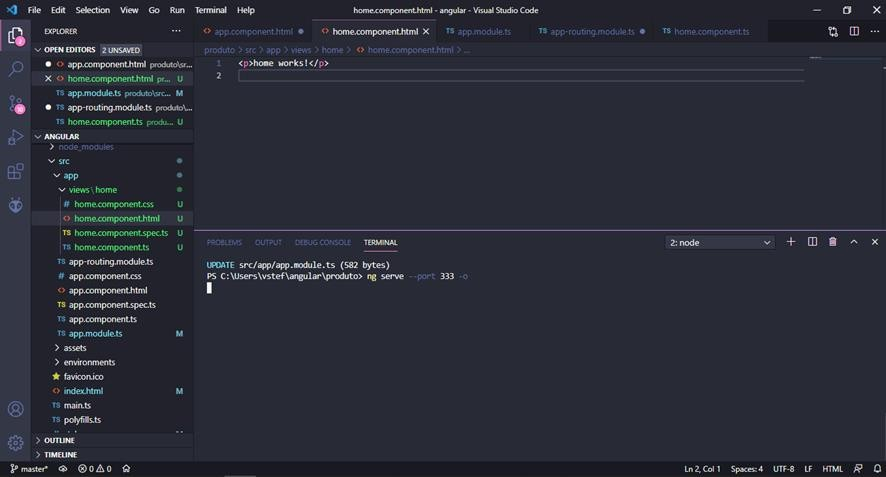 File Edit Selection View Go Run Terminal Help
home.component.html - angular - Visual Studio Code
EXPLORER
OPEN EDITORS 2 UNSAVED
app.component.html produto\sr...
home.component.html pr... U
app.module.ts produto\src... M
app-routing.module.ts produto\...
home.component.ts produ... U
ANGULAR
node_modules
src
app
views\home
# home.component.css U
home.component.html U
TS home.component.spec.ts U
TS home.component.ts U
TS app-routing.module.ts
# app.component.css
app.component.html
TS app.component.spec.ts
TS app.component.ts
TS app.module.ts M
assets
environments
favicon.ico
index.html M
TS main.ts
TS polyfills.ts
OUTLINE
TIMELINE
app.component.html
home.component.html
TS app.module.ts
TS app-routing.module.ts
TS home.component.ts
produto > src > app > views > home > home.component.html > ...
1 <p>home works!</p>
2
PROBLEMS OUTPUT DEBUG CONSOLE TERMINAL
2: node
UPDATE src/app/app.module.ts (582 bytes)
PS C:\Users\vstef\angular\produto> ng serve --port 333 -o
master* 0 0
Ln 2, Col 1 Spaces: 4 UTF-8 LF HTML